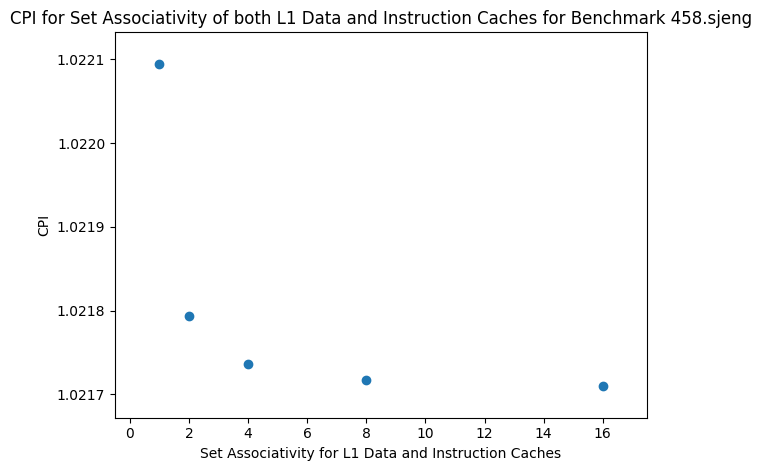 CPI for Set Associativity of both L1 Data and Instruction Caches for Benchmark 458.sjeng
1.0221
1.0220
1.0219
1.0218
1.0217
CPI
0 2 4 6 8 10 12 14 16
Set Associativity for L1 Data and Instruction Caches